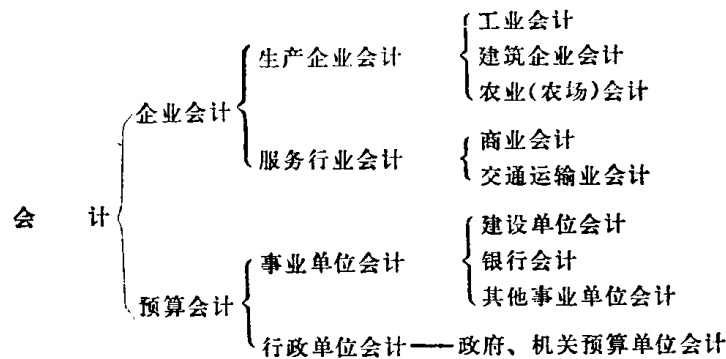 工业会计
生产企业会计
建筑企业会计
农业(农场)会计
企业会计
商业会计
服务行业会计
交通运输业会计
会计
建设单位会计
事业单位会计
银行会计
其他事业单位会计
预算会计
行政单位会计——政府、机关预算单位会计